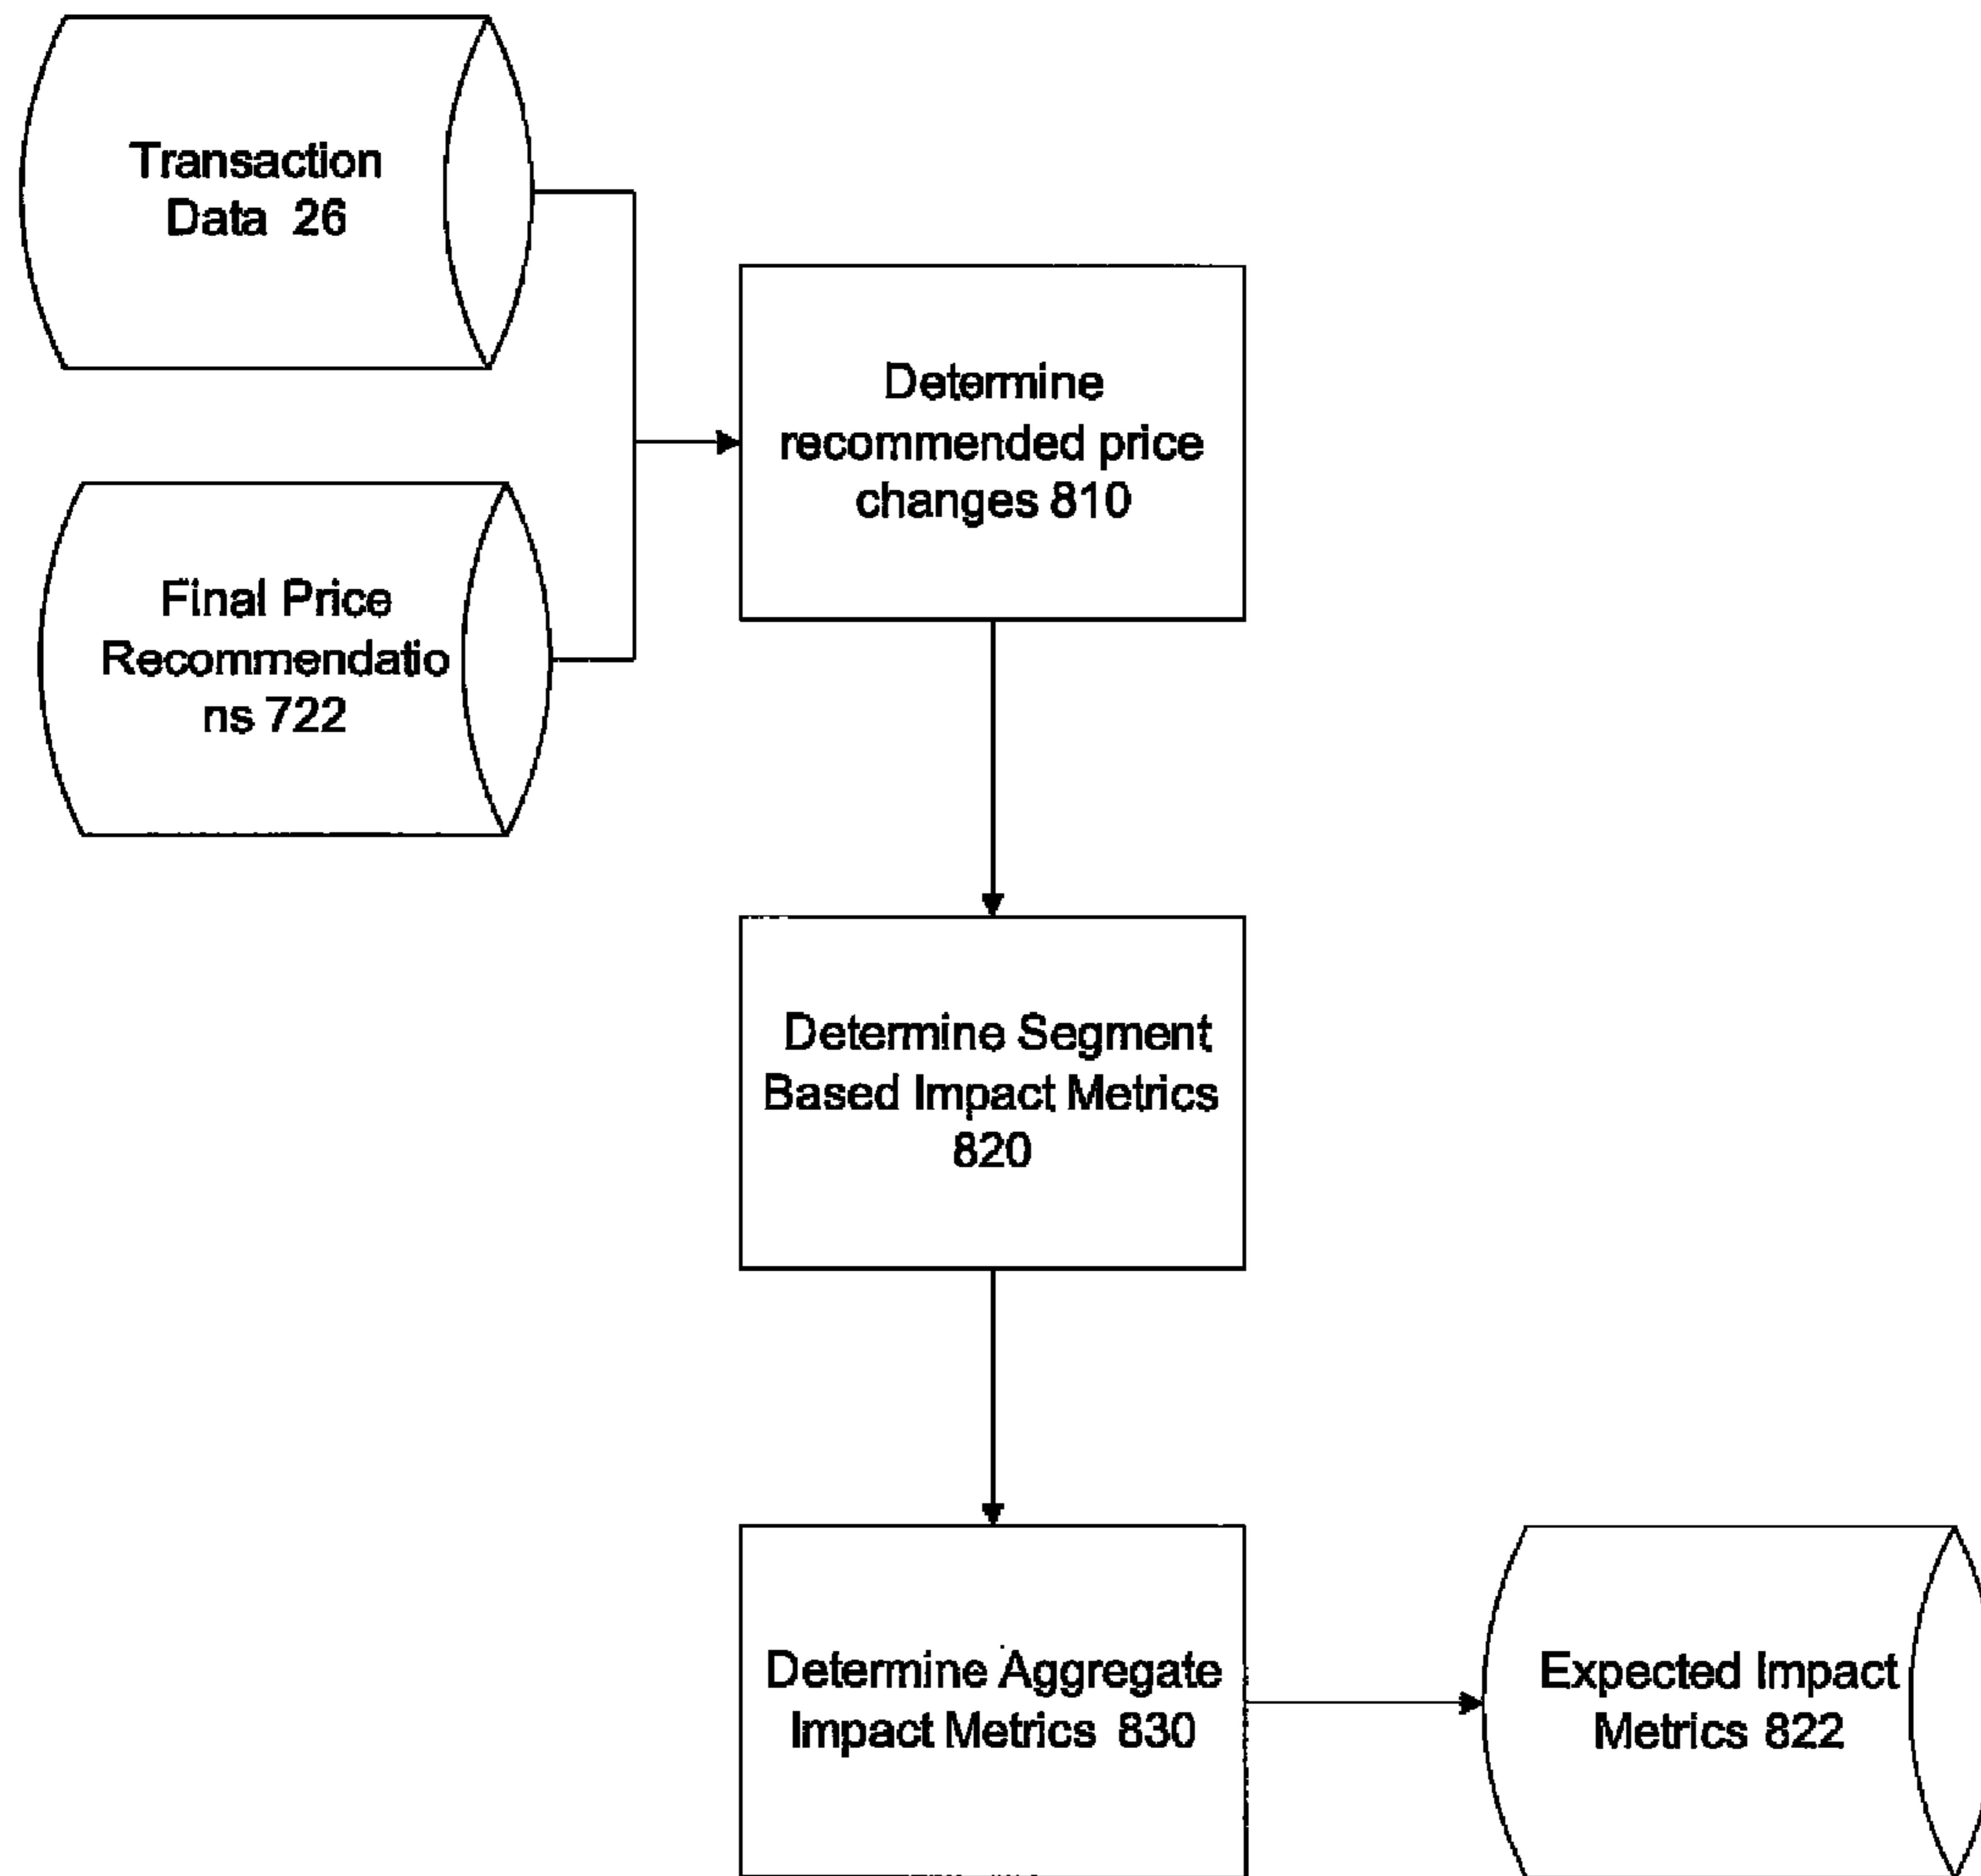 Transaction
Data 26
Determine
recommended price
changes 810
Final Price
Recommendatio
ns 722
Determine Segment
Based Impact Metrics
820
Determine Aggregate
Impact Metrics 830
Expected Impact
Metrics 822